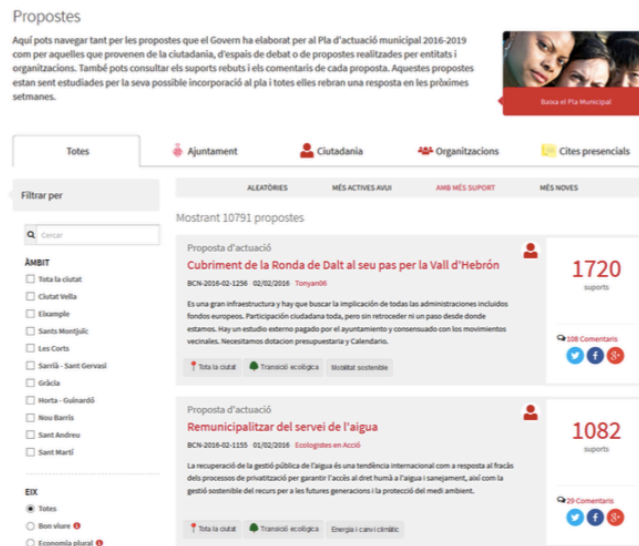 Propostes
Aquí pots navegar tant per les propostes que el Govern ha elaborat per al Pla d'actuació municipal 2016-2019
com per aquelles que provenen de la ciutadania, d'espais de debat o de propostes realitzades per entitats i
organitzacions. També pots consultar els suports rebuts i els comentaris de cada proposta. Aquestes propostes
estan sent estudiades per la seva possible incorporació al pla i totes elles rebran una resposta en les pròximes
setmanes.
Baixa el Pla Municipal
Totes
Ajuntament
Ciutadania
Organitzacions
Cites presencials
Filtrar per
ALEATÒRIES
MÉS ACTIVES AVUI
AMB MÉS SUPORT
MÉS NOVES
Cercar
Mostrant 10791 propostes
ÀMBIT
Tota la ciutat
Ciutat Vella
Eixample
Sants Montjuïc
Les Corts
Sarrià - Sant Gervasi
Gràcia
Horta - Guinardó
Nou Barris
Sant Andreu
Sant Martí
EIX
Totes
Bon viure
Economia plural
Proposta d'actuació
Cubriment de la Ronda de Dalt al seu pas per la Vall d'Hebrón
BCN-2016-02-1256 02/02/2016 Tonyan06
Es una gran infraestructura y hay que buscar la implicación de todas las administraciones incluidos
fondos europeos. Participación ciudadana toda, pero sin retroceder ni un paso desde donde
estamos. Hay un estudio externo pagado por el ayuntamiento y consensuado con los movimientos
vecinales. Necesitamos dotacion presupuestaria y Calendario.
Tota la ciutat
Transició ecològica
Mobilitat sostenible
1720
suports
108 Comentaris
Proposta d'actuació
Remunicipalitzar del servei de l'aigua
BCN-2016-02-1155 01/02/2016 Ecologistes en Acció
La recuperació de la gestió pública de l'aigua és una tendència internacional com a resposta al fracàs
dels processos de privatització per garantir l'accés al dret humà a l'aigua i sanejament, així com la
gestió sostenible del recurs per a les futures generacions i la protecció del medi ambient.
Tota la ciutat
Transició ecològica
Energia i canvi climàtic
1082
suports
29 Comentaris